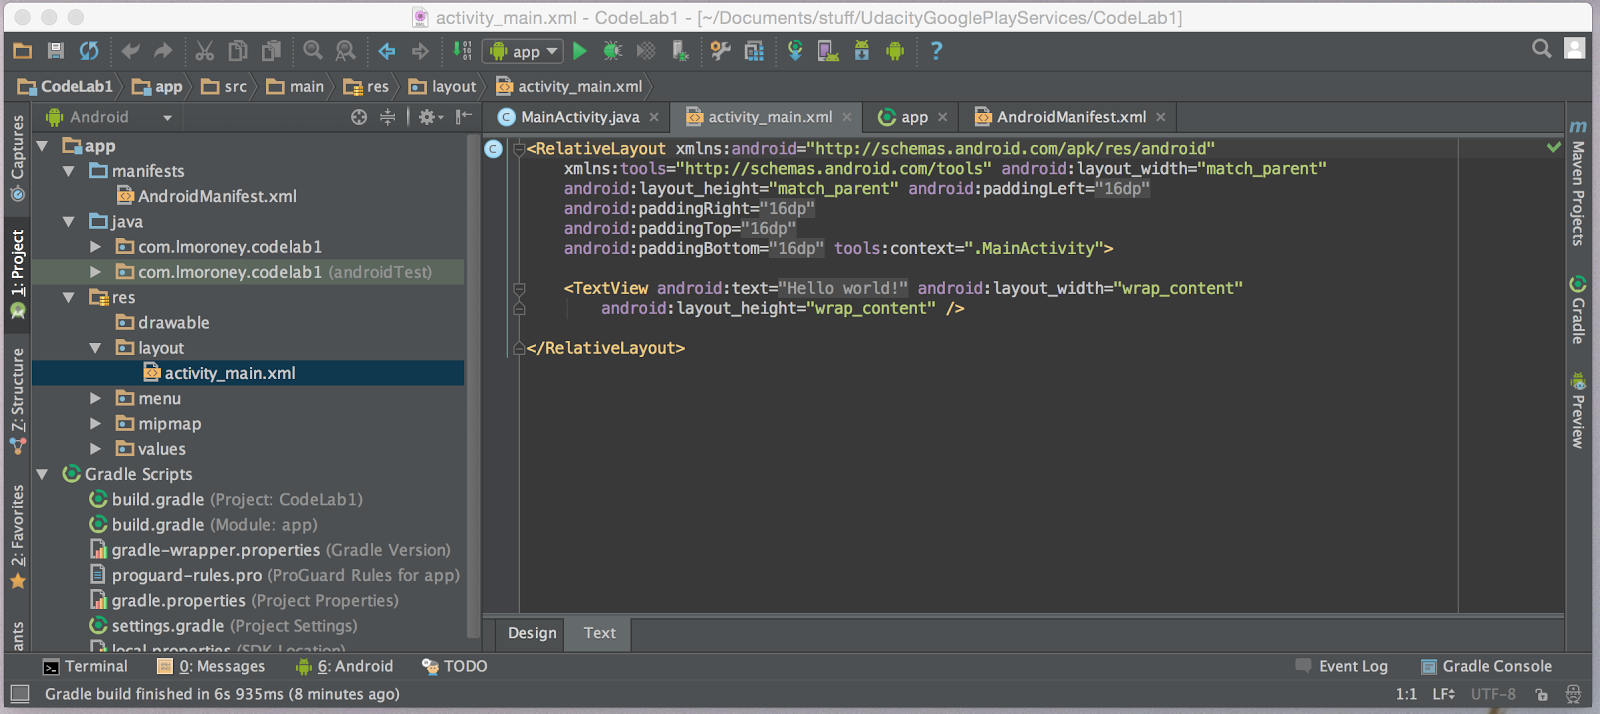 activity_main.xml - CodeLab1 - [~/Documents/stuff/UdacityGooglePlayServices/CodeLab1]
app
CodeLab1 app src main res layout activity_main.xml
Android
MainActivity.java activity_main.xml app AndroidManifest.xml
Captures
1: Project
Z: Structure
2: Favorites
app
manifests
AndroidManifest.xml
java
com.lmoroney.codelab1
com.lmoroney.codelab1 (androidTest)
res
drawable
layout
activity_main.xml
menu
mipmap
values
Gradle Scripts
build.gradle (Project: CodeLab1)
build.gradle (Module: app)
gradle-wrapper.properties (Gradle Version)
proguard-rules.pro (ProGuard Rules for app)
gradle.properties (Project Properties)
settings.gradle (Project Settings)
local.properties (SDK Location)
<RelativeLayout xmlns:android="http://schemas.android.com/apk/res/android"
xmlns:tools="http://schemas.android.com/tools" android:layout_width="match_parent"
android:layout_height="match_parent" android:paddingLeft="16dp"
android:paddingRight="16dp"
android:paddingTop="16dp"
android:paddingBottom="16dp" tools:context=".MainActivity">
<TextView android:text="Hello world!" android:layout_width="wrap_content"
android:layout_height="wrap_content" />
</RelativeLayout>
Maven Projects
Gradle
Preview
Design Text
Terminal 0: Messages 6: Android TODO Event Log Gradle Console
Gradle build finished in 6s 935ms (8 minutes ago) 1:1 LF UTF-8